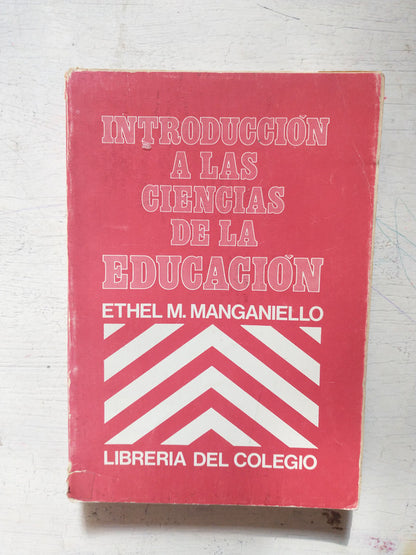 INTRODUCCIÓN
A LAS
CIENCIAS
DE LA
EDUCACIÓN
ETHEL M. MANGANIELLO
LIBRERIA DEL COLEGIO